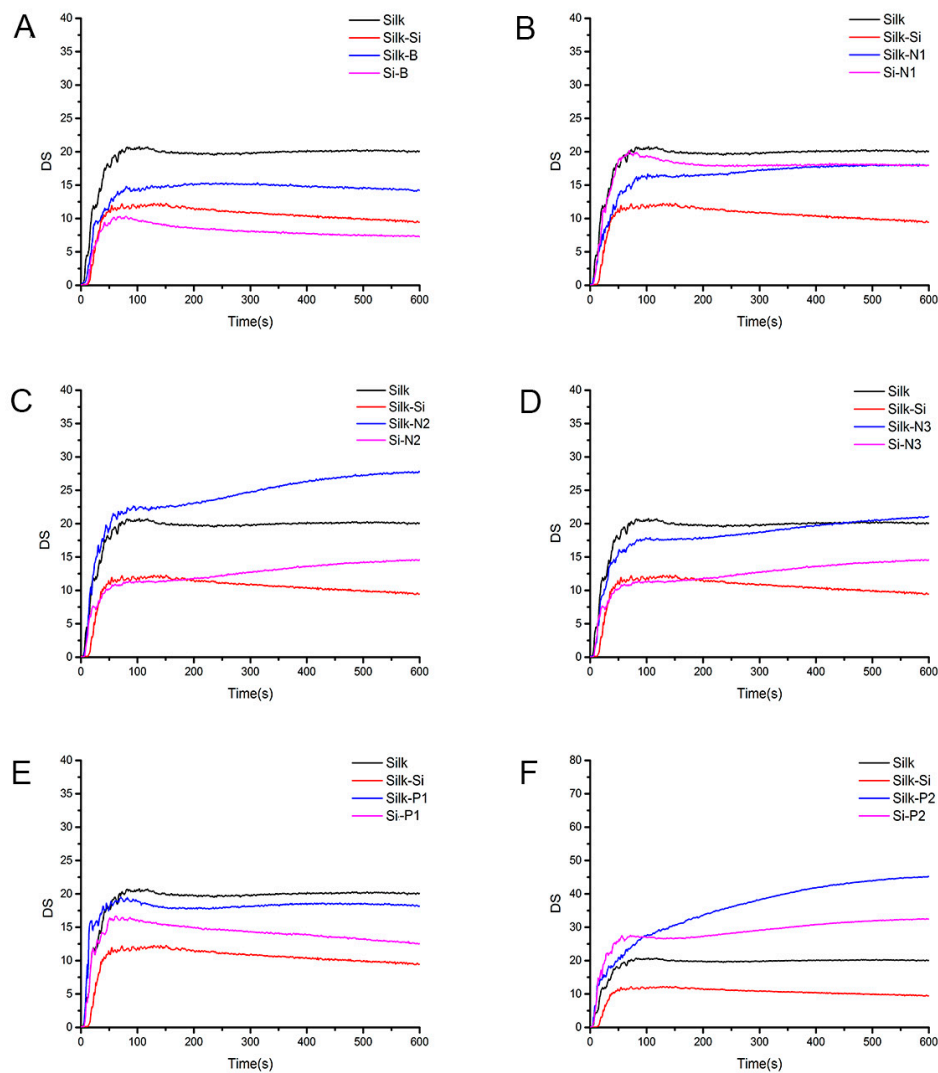 A
Silk
Silk-Si
Silk-B
Si-B
40
35
30
25
20
15
10
5
0
DS
0 100 200 300 400 500 600
Time(s)
B
Silk
Silk-Si
Silk-N1
Si-N1
40
35
30
25
20
15
10
5
0
DS
0 100 200 300 400 500 600
Time(s)
C
Silk
Silk-Si
Silk-N2
Si-N2
40
35
30
25
20
15
10
5
0
DS
0 100 200 300 400 500 600
Time(s)
D
Silk
Silk-Si
Silk-N3
Si-N3
40
35
30
25
20
15
10
5
0
DS
0 100 200 300 400 500 600
Time(s)
E
Silk
Silk-Si
Silk-P1
Si-P1
40
35
30
25
20
15
10
5
0
DS
0 100 200 300 400 500 600
Time(s)
F
Silk
Silk-Si
Silk-P2
Si-P2
80
70
60
50
40
30
20
10
0
DS
0 100 200 300 400 500 600
Time(s)